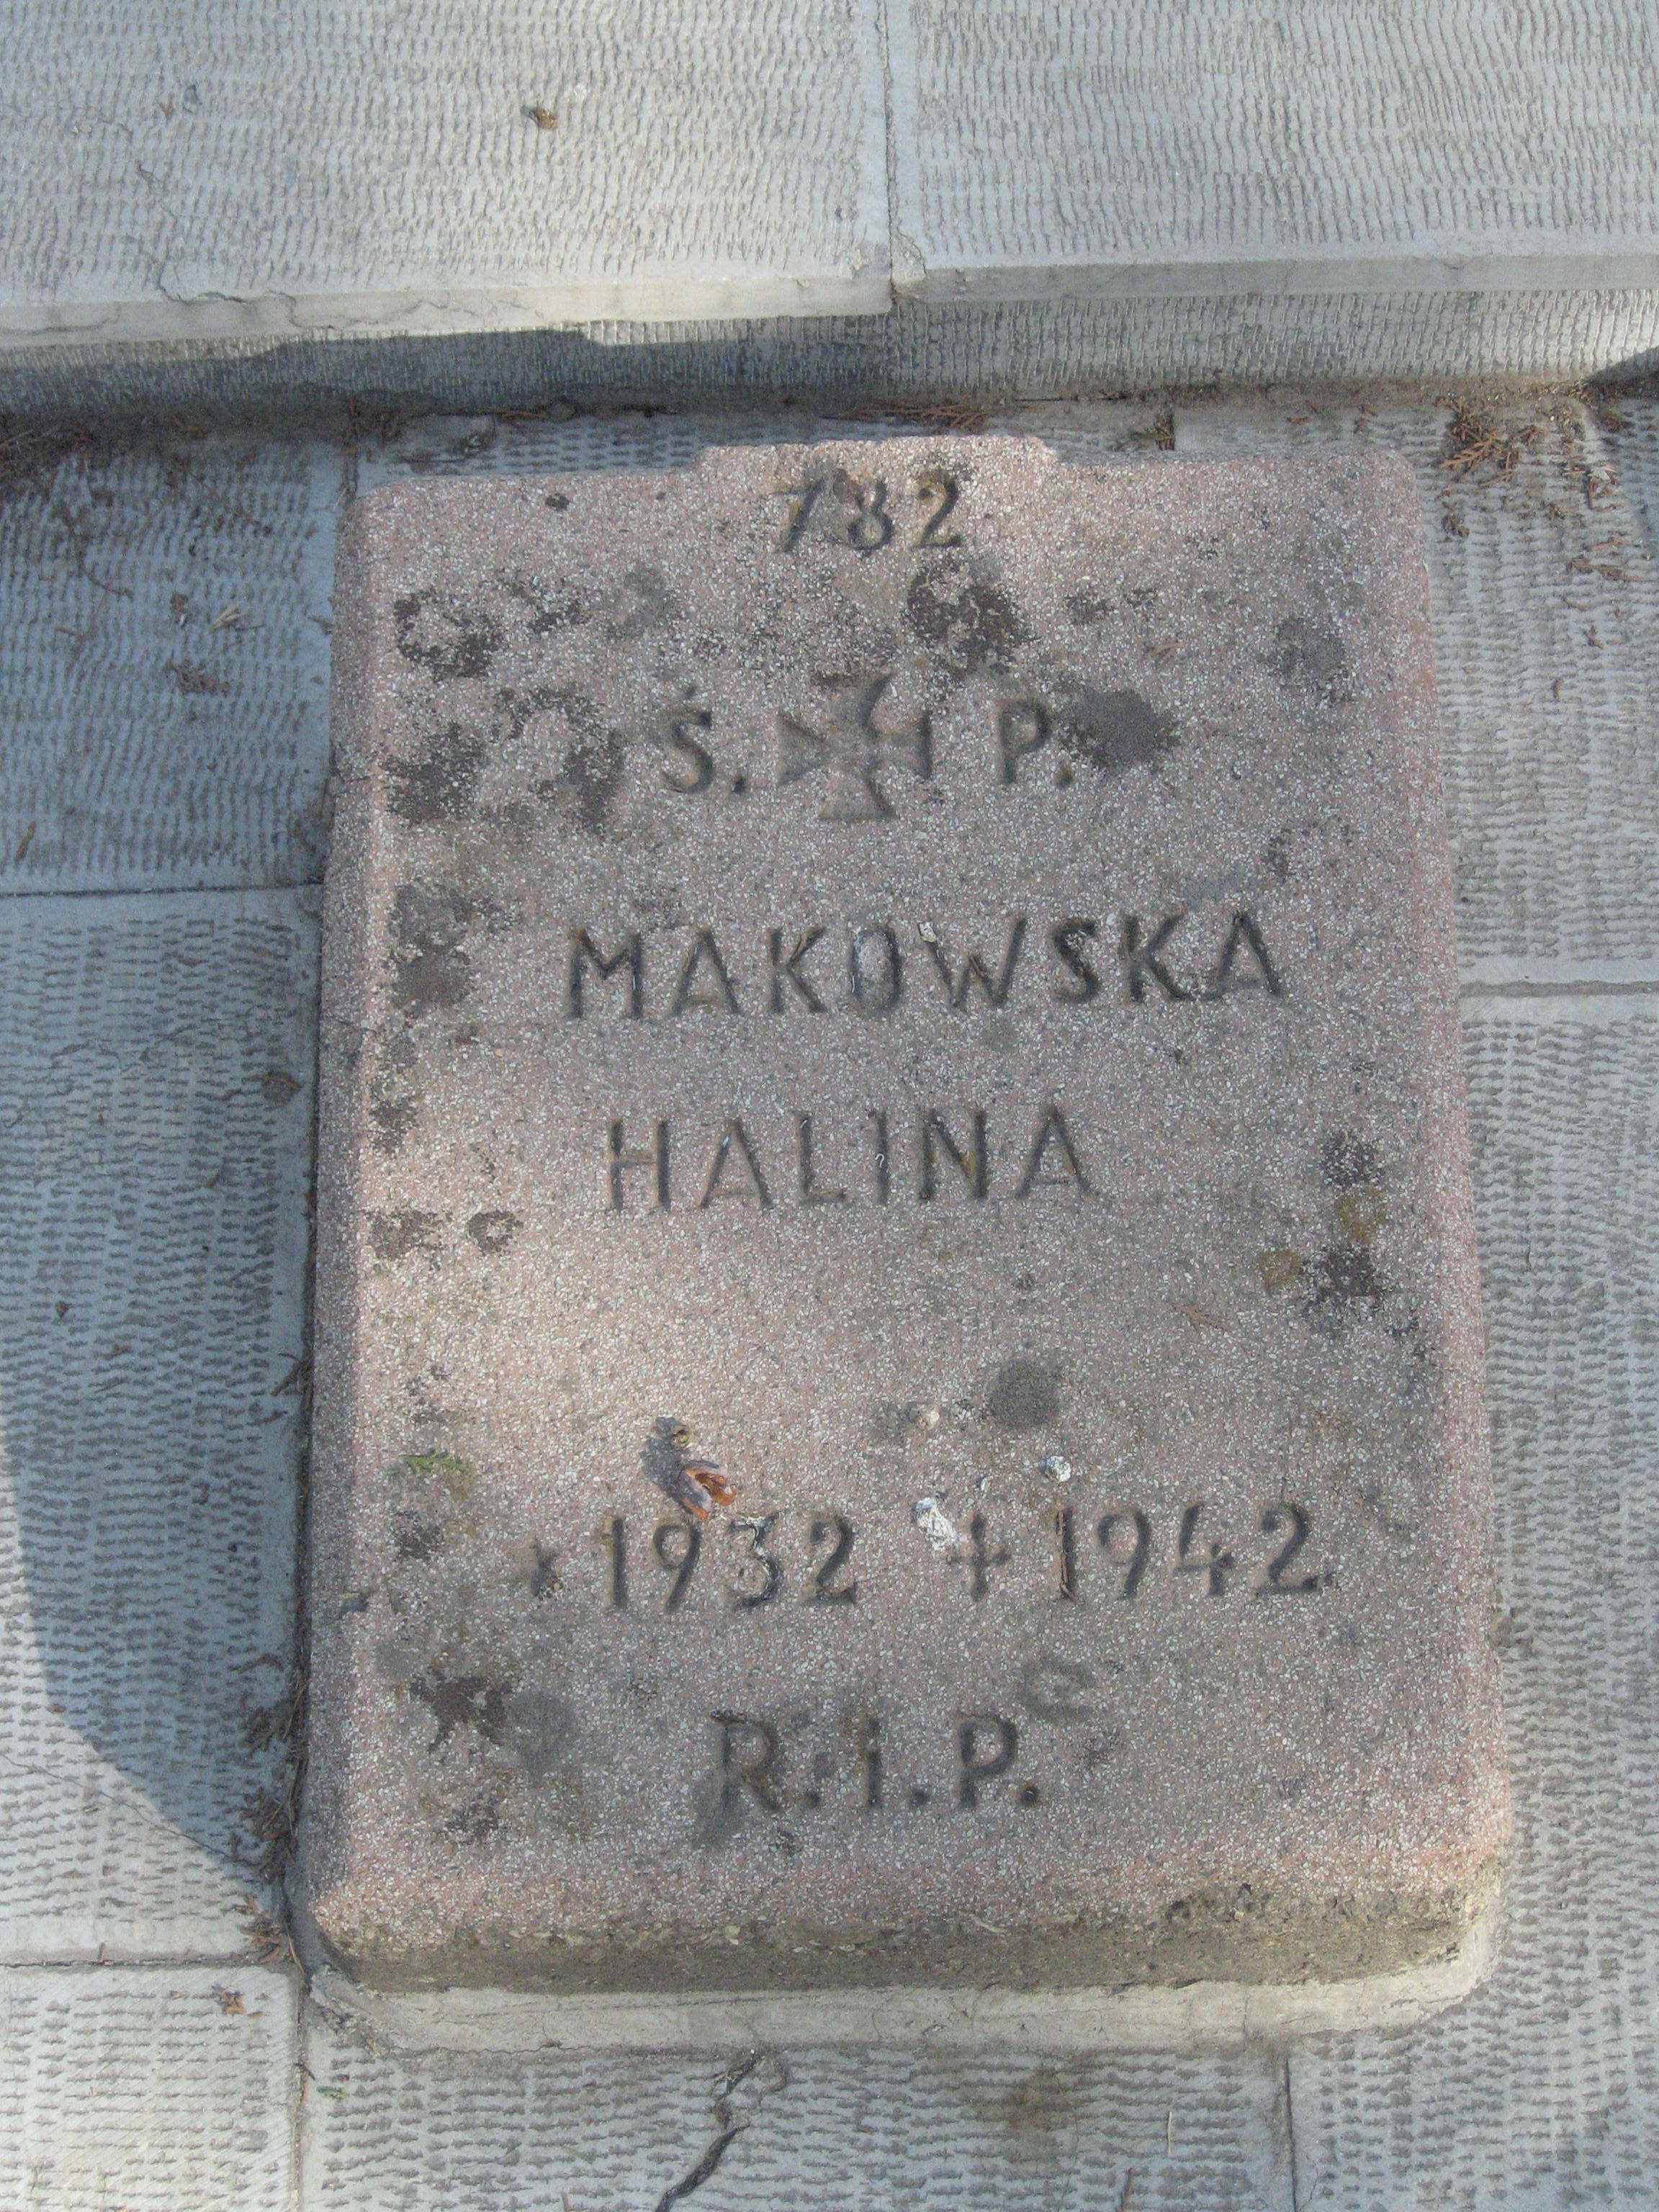 782
Ś. P.
MAKOWSKA
HALINA
* 1932 + 1942
R.I.P.